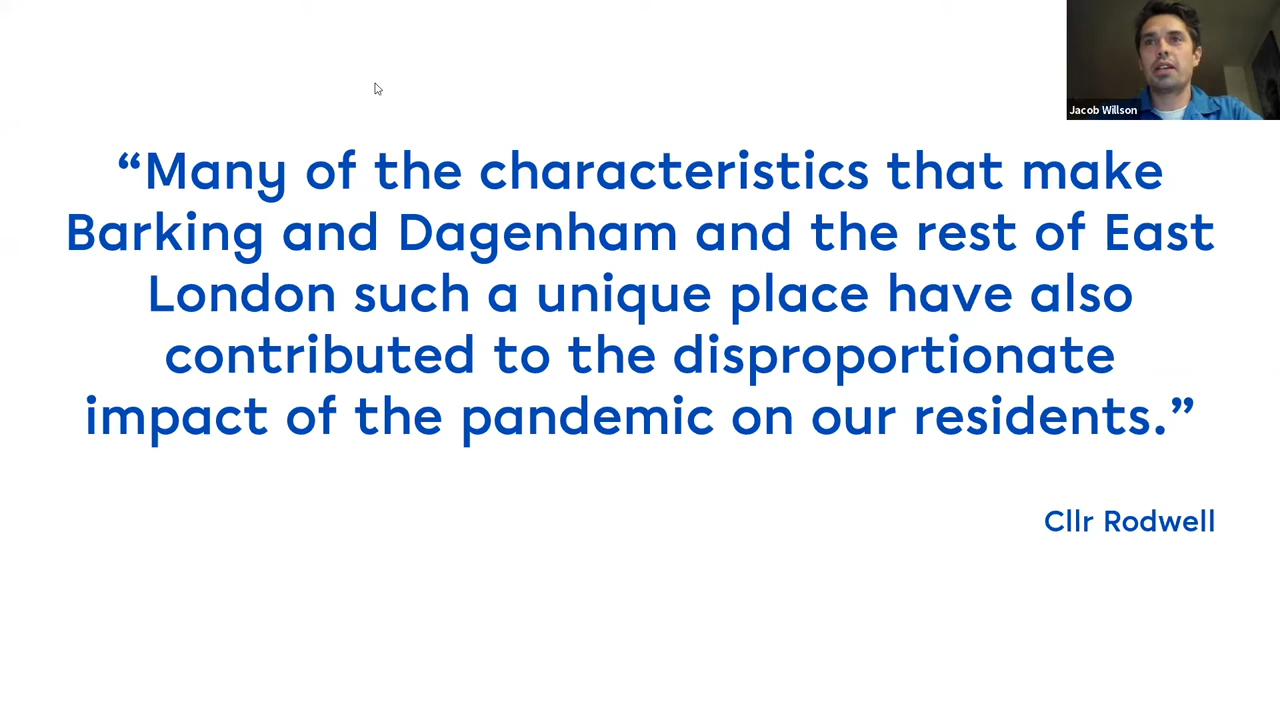 Jacob Willson
“Many of the characteristics that make
Barking and Dagenham and the rest of East
London such a unique place have also
contributed to the disproportionate
impact of the pandemic on our residents.”
Cllr Rodwell